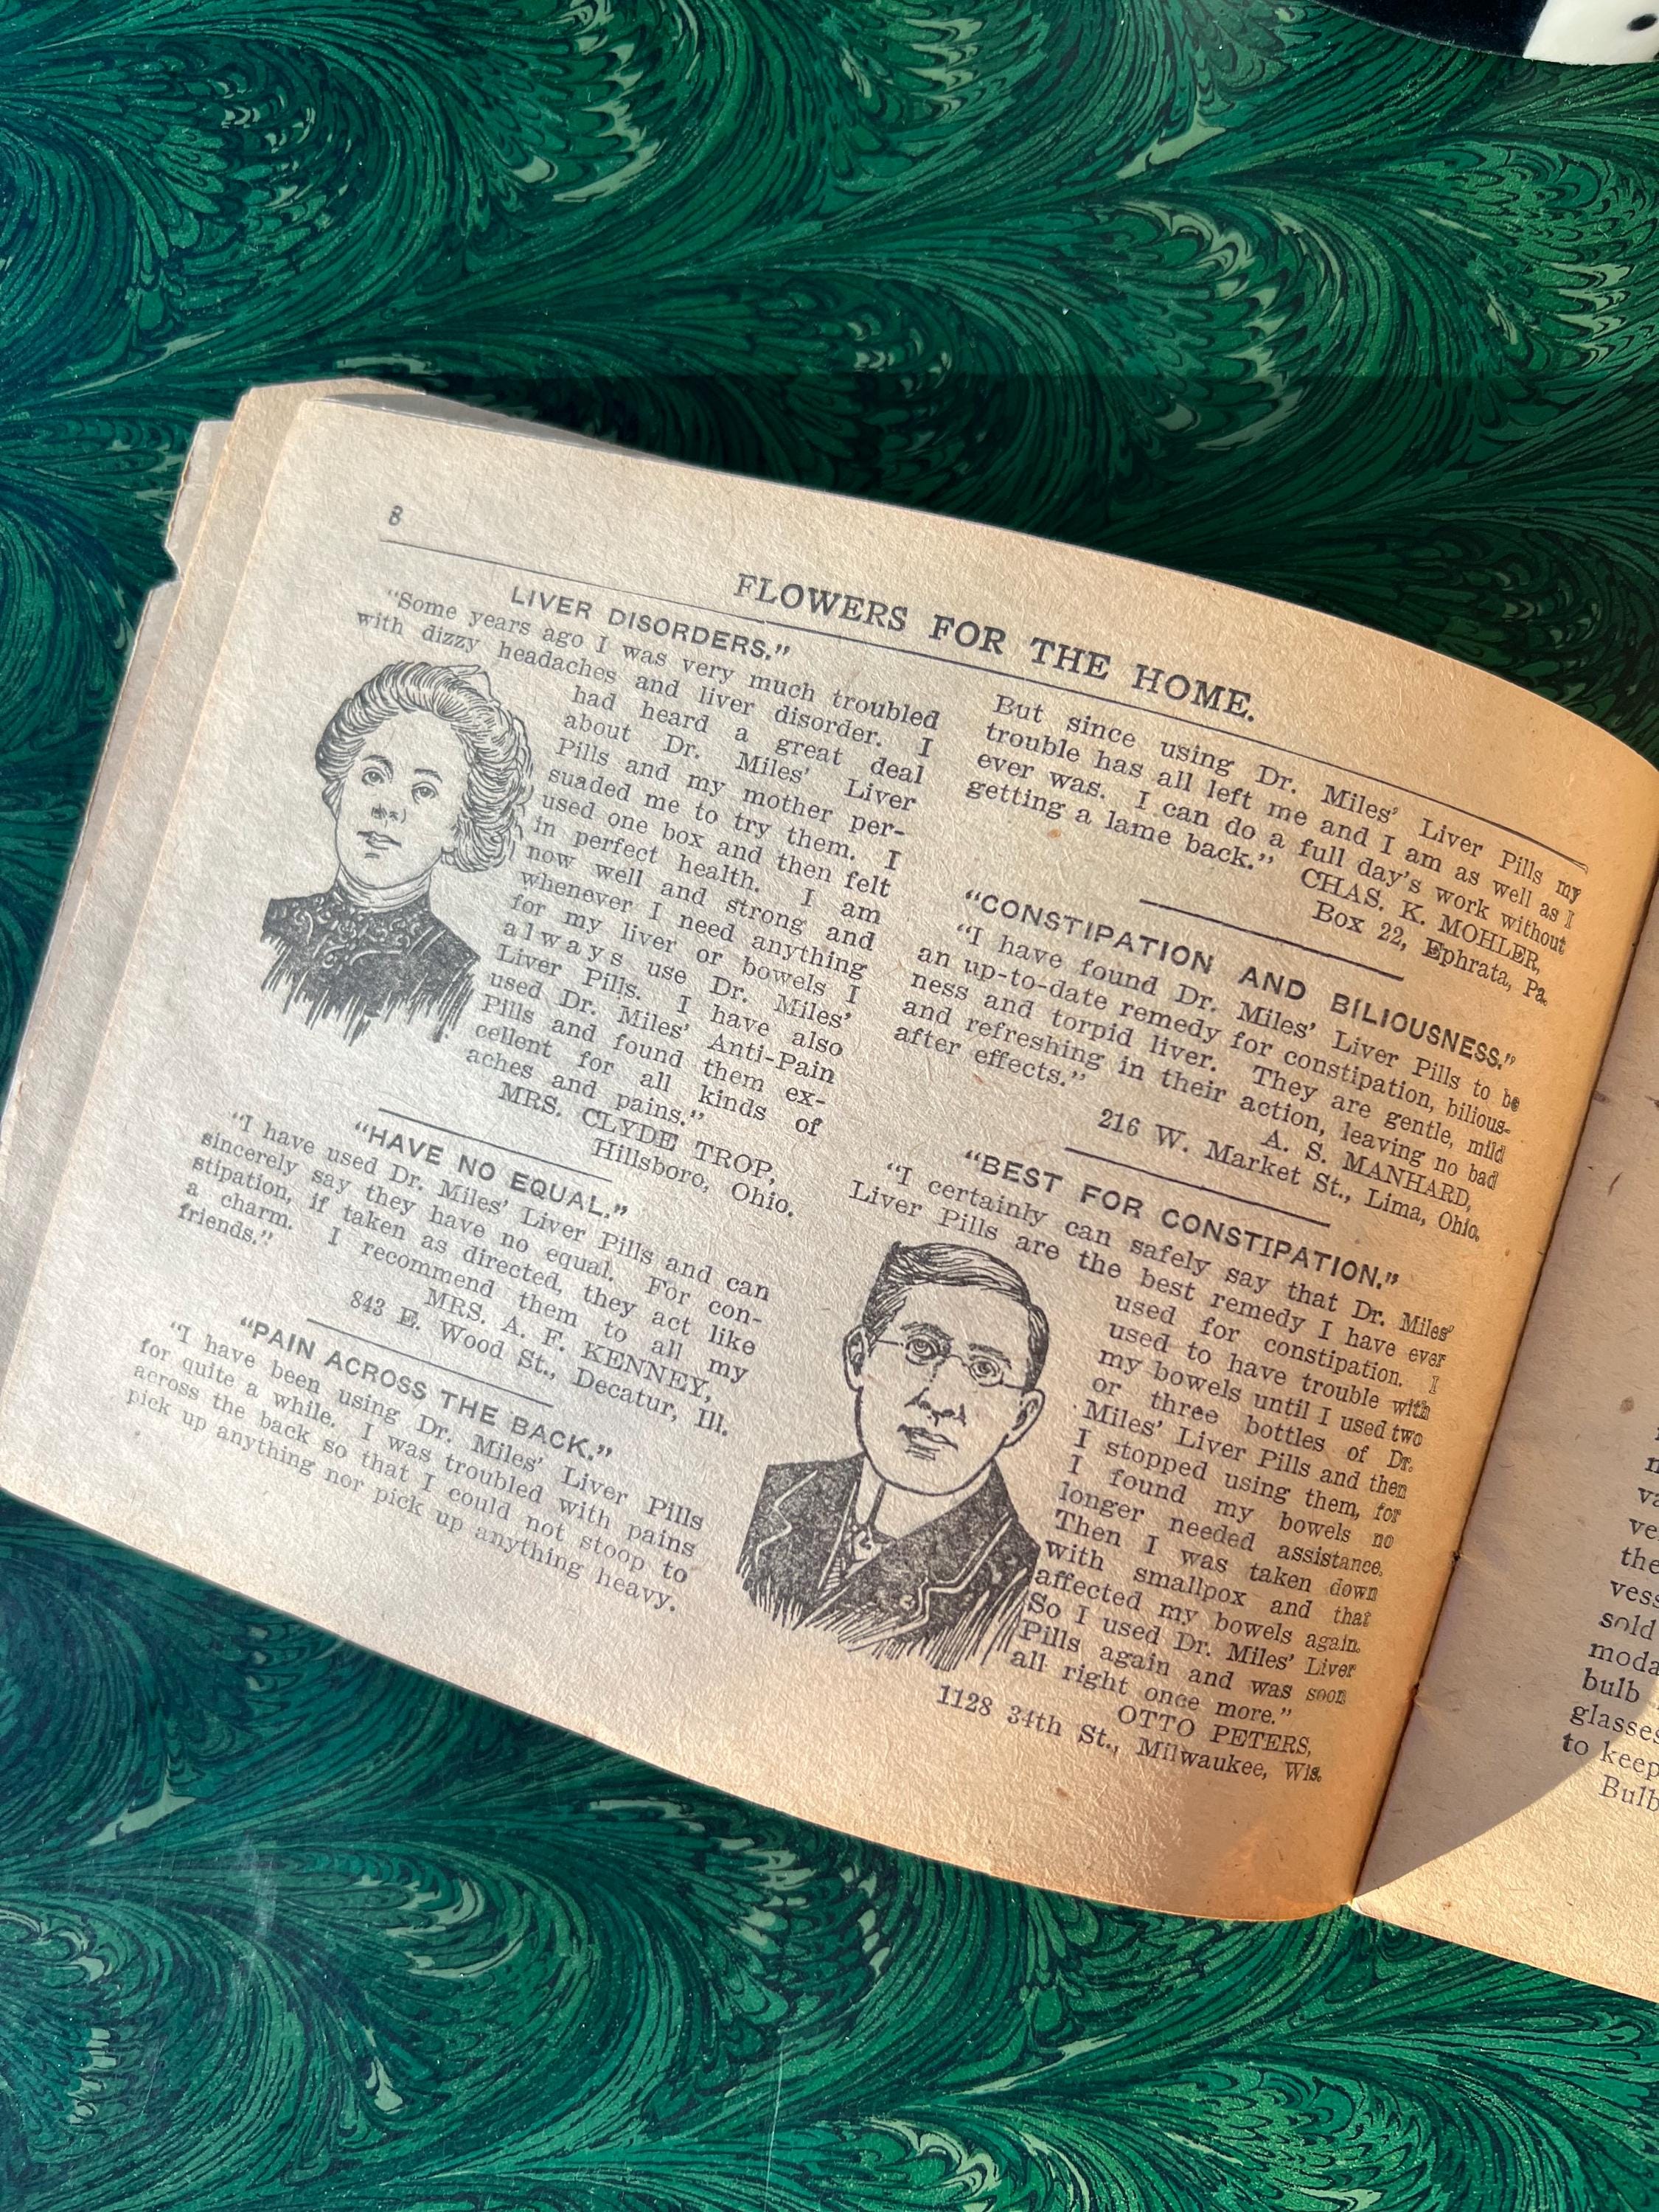 8
FLOWERS FOR THE HOME.
LIVER DISORDERS."
"Some years ago I was very much troubled
with dizzy headaches and liver disorder. I
had heard a great deal
about Dr. Miles' Liver
Pills and my mother per-
suaded me to try them. I
used one box and then felt
in perfect health. I am
now well and strong and
whenever I need anything
for my liver or bowels I
always use Dr. Miles'
Liver Pills. I have also
used Dr. Miles' Anti-Pain
Pills and found them ex-
cellent for all kinds of
aches and pains."
MRS. CLYDE TROP,
Hillsboro, Ohio.
"HAVE NO EQUAL."
"I have used Dr. Miles' Liver Pills and can
sincerely say they have no equal. For con-
stipation, if taken as directed, they act like
a charm. I recommend them to all my
friends."
MRS. A. F. KENNEY,
843 E. Wood St., Decatur, Ill.
"PAIN ACROSS THE BACK."
"I have been using Dr. Miles' Liver Pills
for quite a while. I was troubled with pains
across the back so that I could not stoop to
pick up anything nor pick up anything heavy.
But since using Dr. Miles' Liver Pills my
trouble has all left me and I am as well as I
ever was. I can do a full day's work without
getting a lame back." CHAS. K. MOHLER,
Box 22, Ephrata, Pa.
"CONSTIPATION AND BILIOUSNESS."
"I have found Dr. Miles' Liver Pills to be
an up-to-date remedy for constipation, bilious-
ness and torpid liver. They are gentle, mild
and refreshing in their action, leaving no bad
after effects."
A. S. MANHARD,
216 W. Market St., Lima, Ohio.
"BEST FOR CONSTIPATION."
"I certainly can safely say that Dr. Miles'
Liver Pills are the best remedy I have ever
used for constipation. I
used to have trouble with
my bowels until I used two
or three bottles of Dr.
Miles' Liver Pills and then
I stopped using them, for
I found my bowels no
longer needed assistance.
Then I was taken down
with smallpox and that
affected my bowels again.
So I used Dr. Miles' Liver
Pills again and was soon
all right once more."
OTTO PETERS,
1128 34th St., Milwaukee, Wis.
the
vess
sold
moda
bulb
glasses
to keep
Bulb